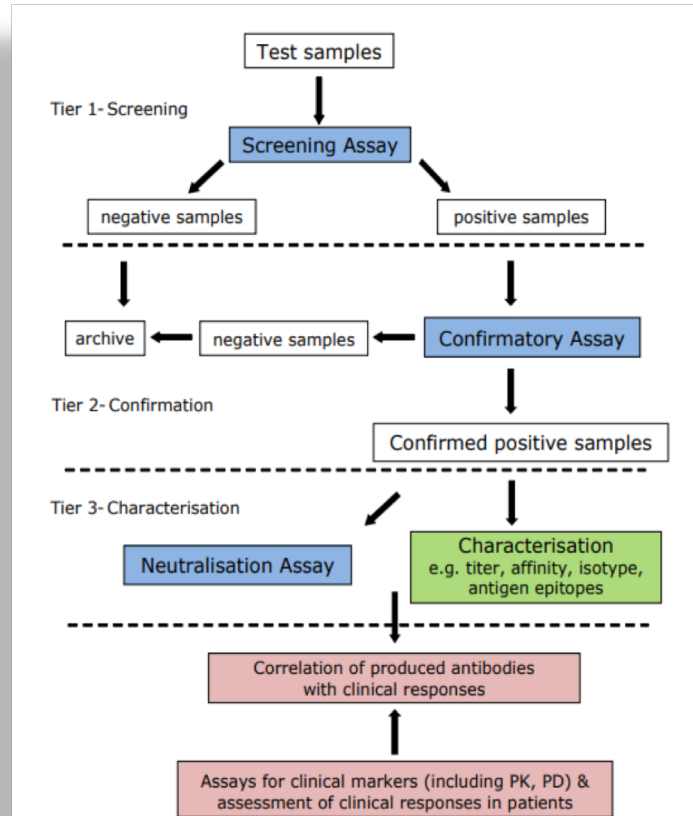 Test samples
Tier 1- Screening
Screening Assay
negative samples
positive samples
archive
negative samples
Confirmatory Assay
Tier 2- Confirmation
Confirmed positive samples
Tier 3- Characterisation
Neutralisation Assay
Characterisation
e.g. titer, affinity, isotype,
antigen epitopes
Correlation of produced antibodies
with clinical responses
Assays for clinical markers (including PK, PD) &
assessment of clinical responses in patients